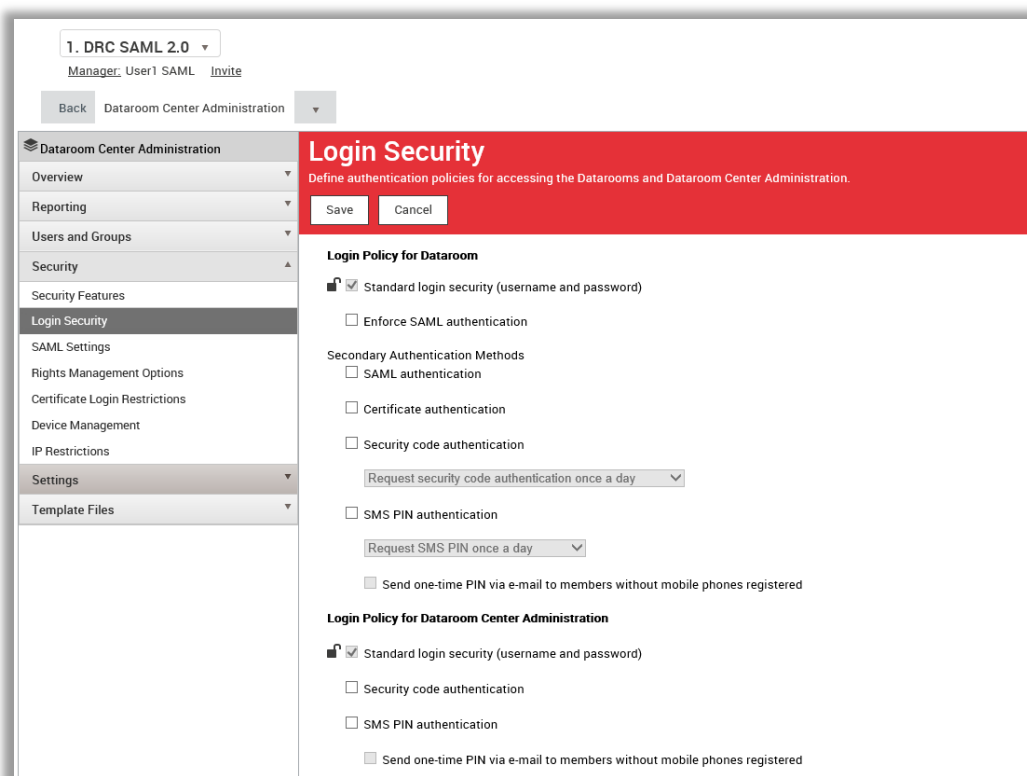 1. DRC SAML 2.0
Manager: User1 SAML Invite
Back Dataroom Center Administration
Dataroom Center Administration
Overview
Reporting
Users and Groups
Security
Security Features
Login Security
SAML Settings
Rights Management Options
Certificate Login Restrictions
Device Management
IP Restrictions
Settings
Template Files
Login Security
Define authentication policies for accessing the Datarooms and Dataroom Center Administration.
Save Cancel
Login Policy for Dataroom
Standard login security (username and password)
Enforce SAML authentication
Secondary Authentication Methods
SAML authentication
Certificate authentication
Security code authentication
Request security code authentication once a day
SMS PIN authentication
Request SMS PIN once a day
Send one-time PIN via e-mail to members without mobile phones registered
Login Policy for Dataroom Center Administration
Standard login security (username and password)
Security code authentication
SMS PIN authentication
Send one-time PIN via e-mail to members without mobile phones registered